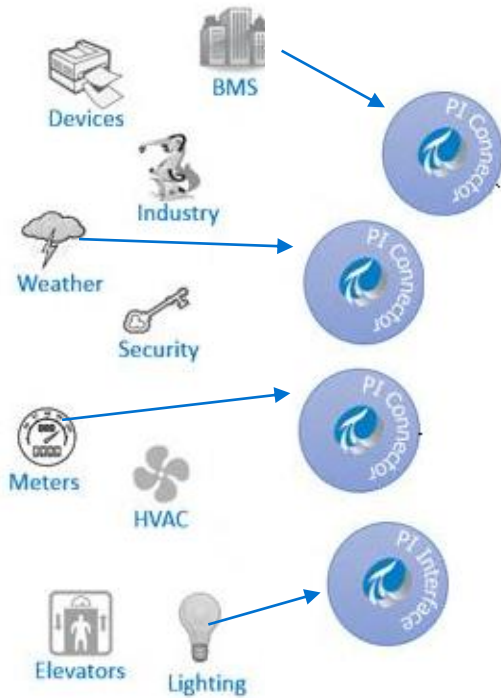 BMS
Devices
PI Connector
Industry
Weather
PI Connector
Security
Meters
PI Connector
HVAC
PI Interface
Elevators
Lighting